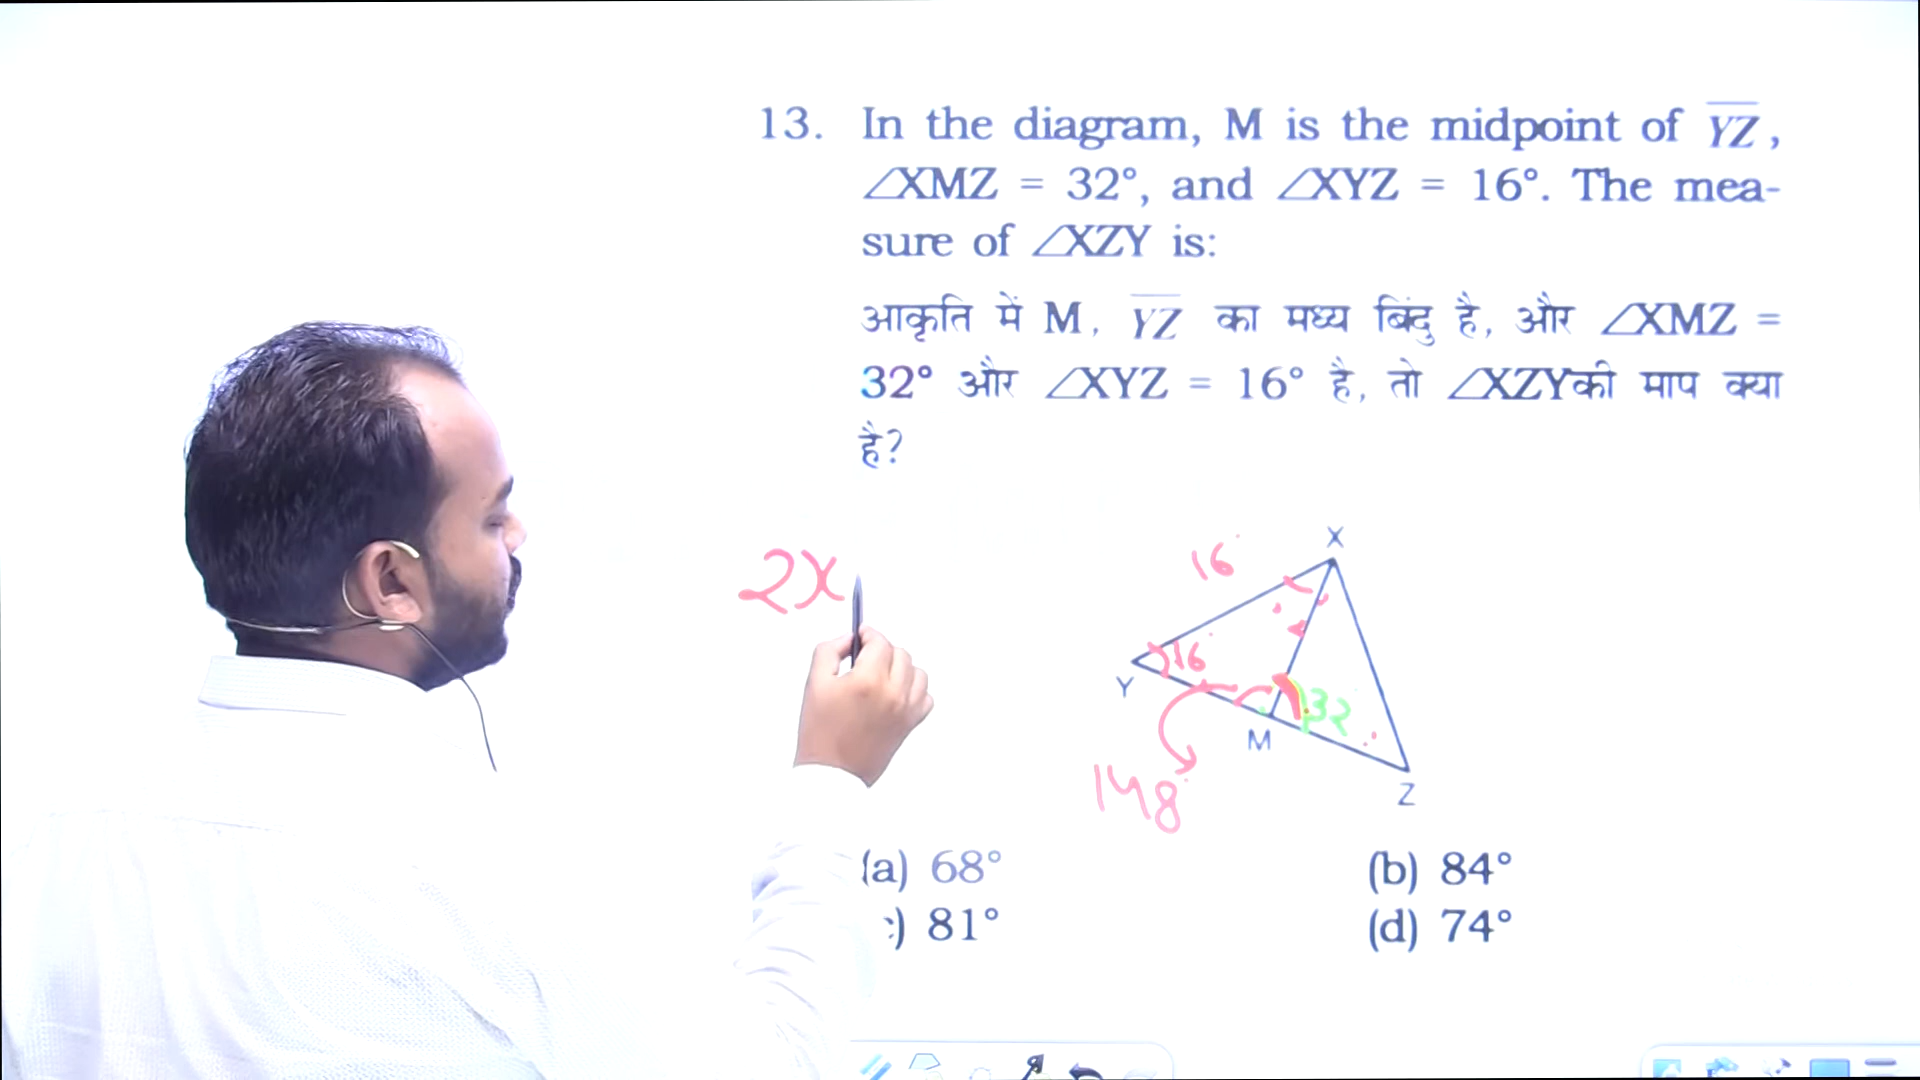 13. In the diagram, M is the midpoint of YZ,
∠XMZ = 32°, and ∠XYZ = 16°. The mea-
sure of ∠XZY is:
आकृति में M, YZ का मध्य बिंदु है, और ∠XMZ =
32° और ∠XYZ = 16° है, तो ∠XZYकी माप क्या
है?
2x
X
16
16
Y
32
M
148
Z
(a) 68° (b) 84°
) 81° (d) 74°